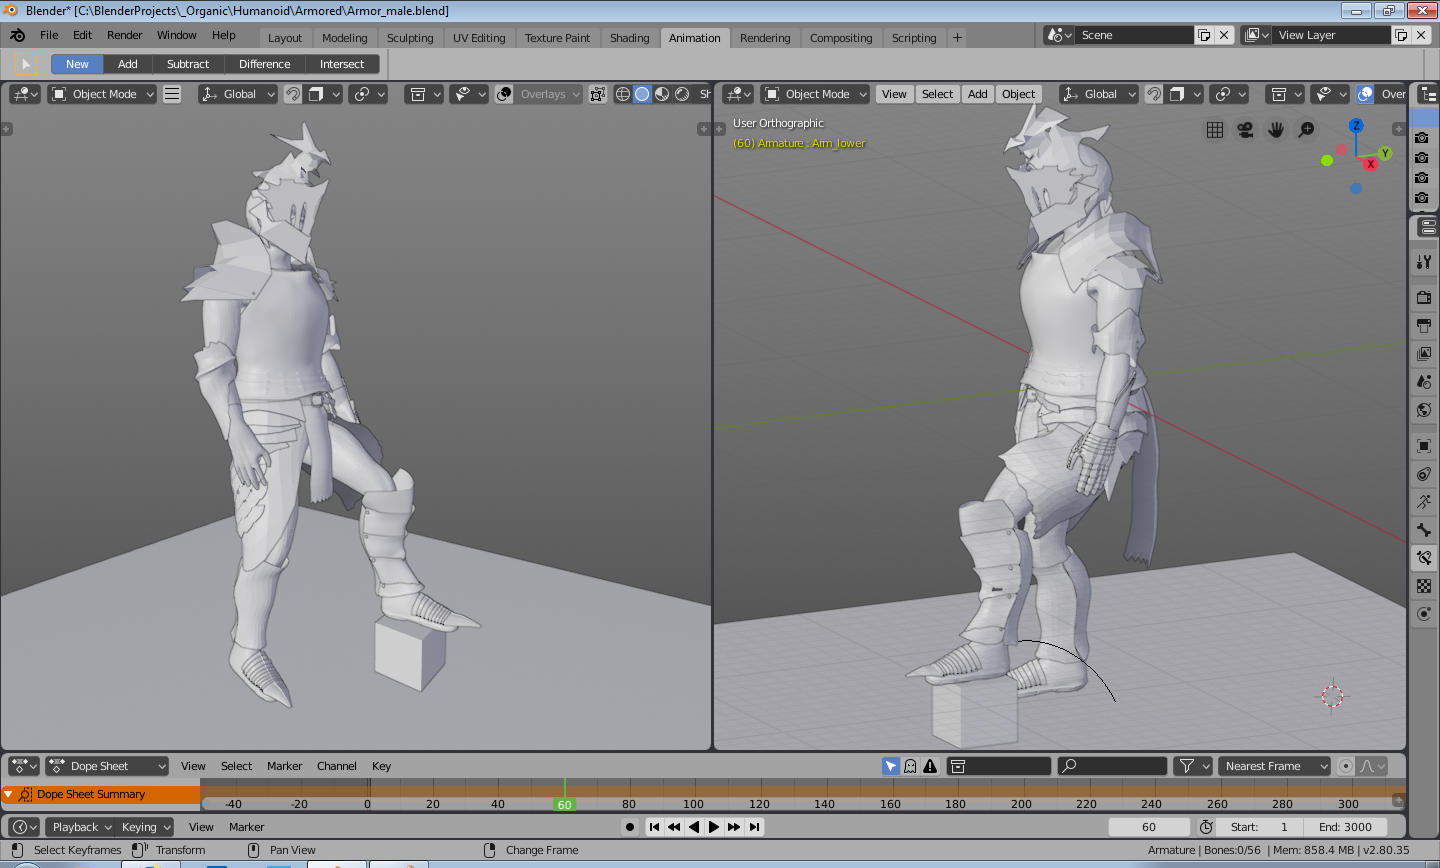 Blender* [C:\BlenderProjects\_Organic\Humanoid\Armored\Armor_male.blend]
File Edit Render Window Help Layout Modeling Sculpting UV Editing Texture Paint Shading Animation Rendering Compositing Scripting + Scene View Layer
New Add Subtract Difference Intersect
Object Mode Global Overlays Sh Object Mode View Select Add Object Global Over
User Orthographic
(60) Armature : Arm_lower
Z
Y
X
Dope Sheet View Select Marker Channel Key Nearest Frame
Dope Sheet Summary
-40 -20 0 20 40 60 80 100 120 140 160 180 200 220 240 260 280 300
Playback Keying View Marker 60 Start: 1 End: 3000
Select Keyframes Transform Pan View Change Frame Armature | Bones:0/56 | Mem: 858.4 MB | v2.80.35